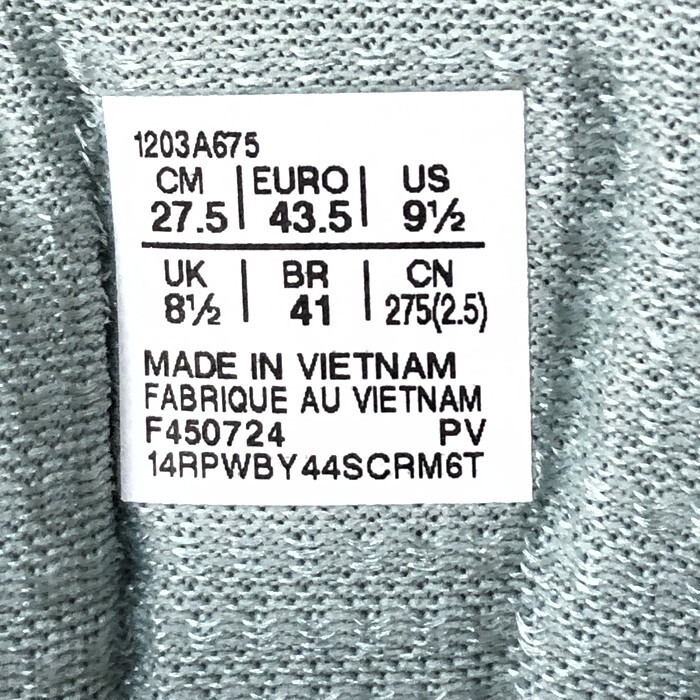 1203A675
CM | EURO | US
27.5 | 43.5 | 9½
UK | BR | CN
8½ | 41 | 275(2.5)
MADE IN VIETNAM
FABRIQUE AU VIETNAM
F450724 PV
14RPWBY44SCRM6T